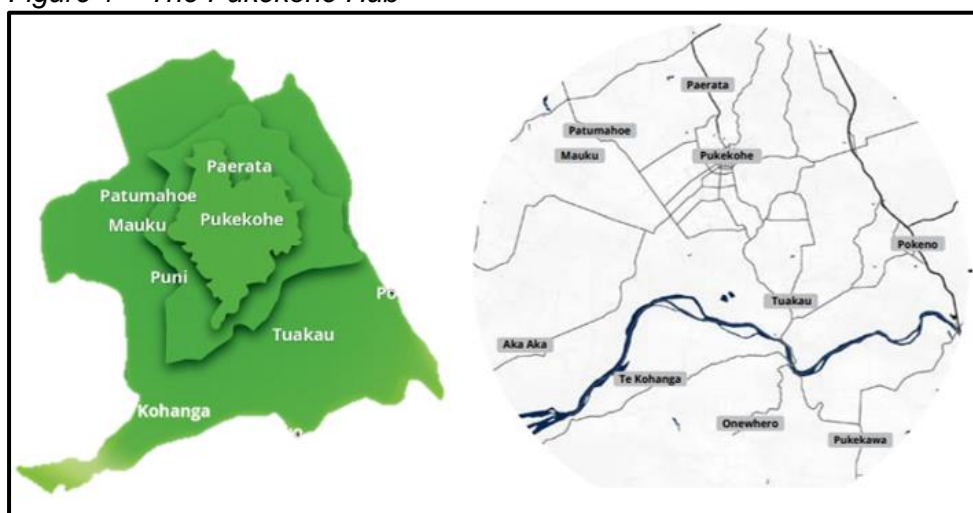 Figure 1 – The Pukekohe Hub
Paerata
Patumahoe
Pukekohe
Mauku
Puni
Po
Tuakau
Kohanga
Paerata
Patumahoe
Mauku
Pukekohe
Pokeno
Tuakau
Aka Aka
Te Kohanga
Onewhero
Pukekawa